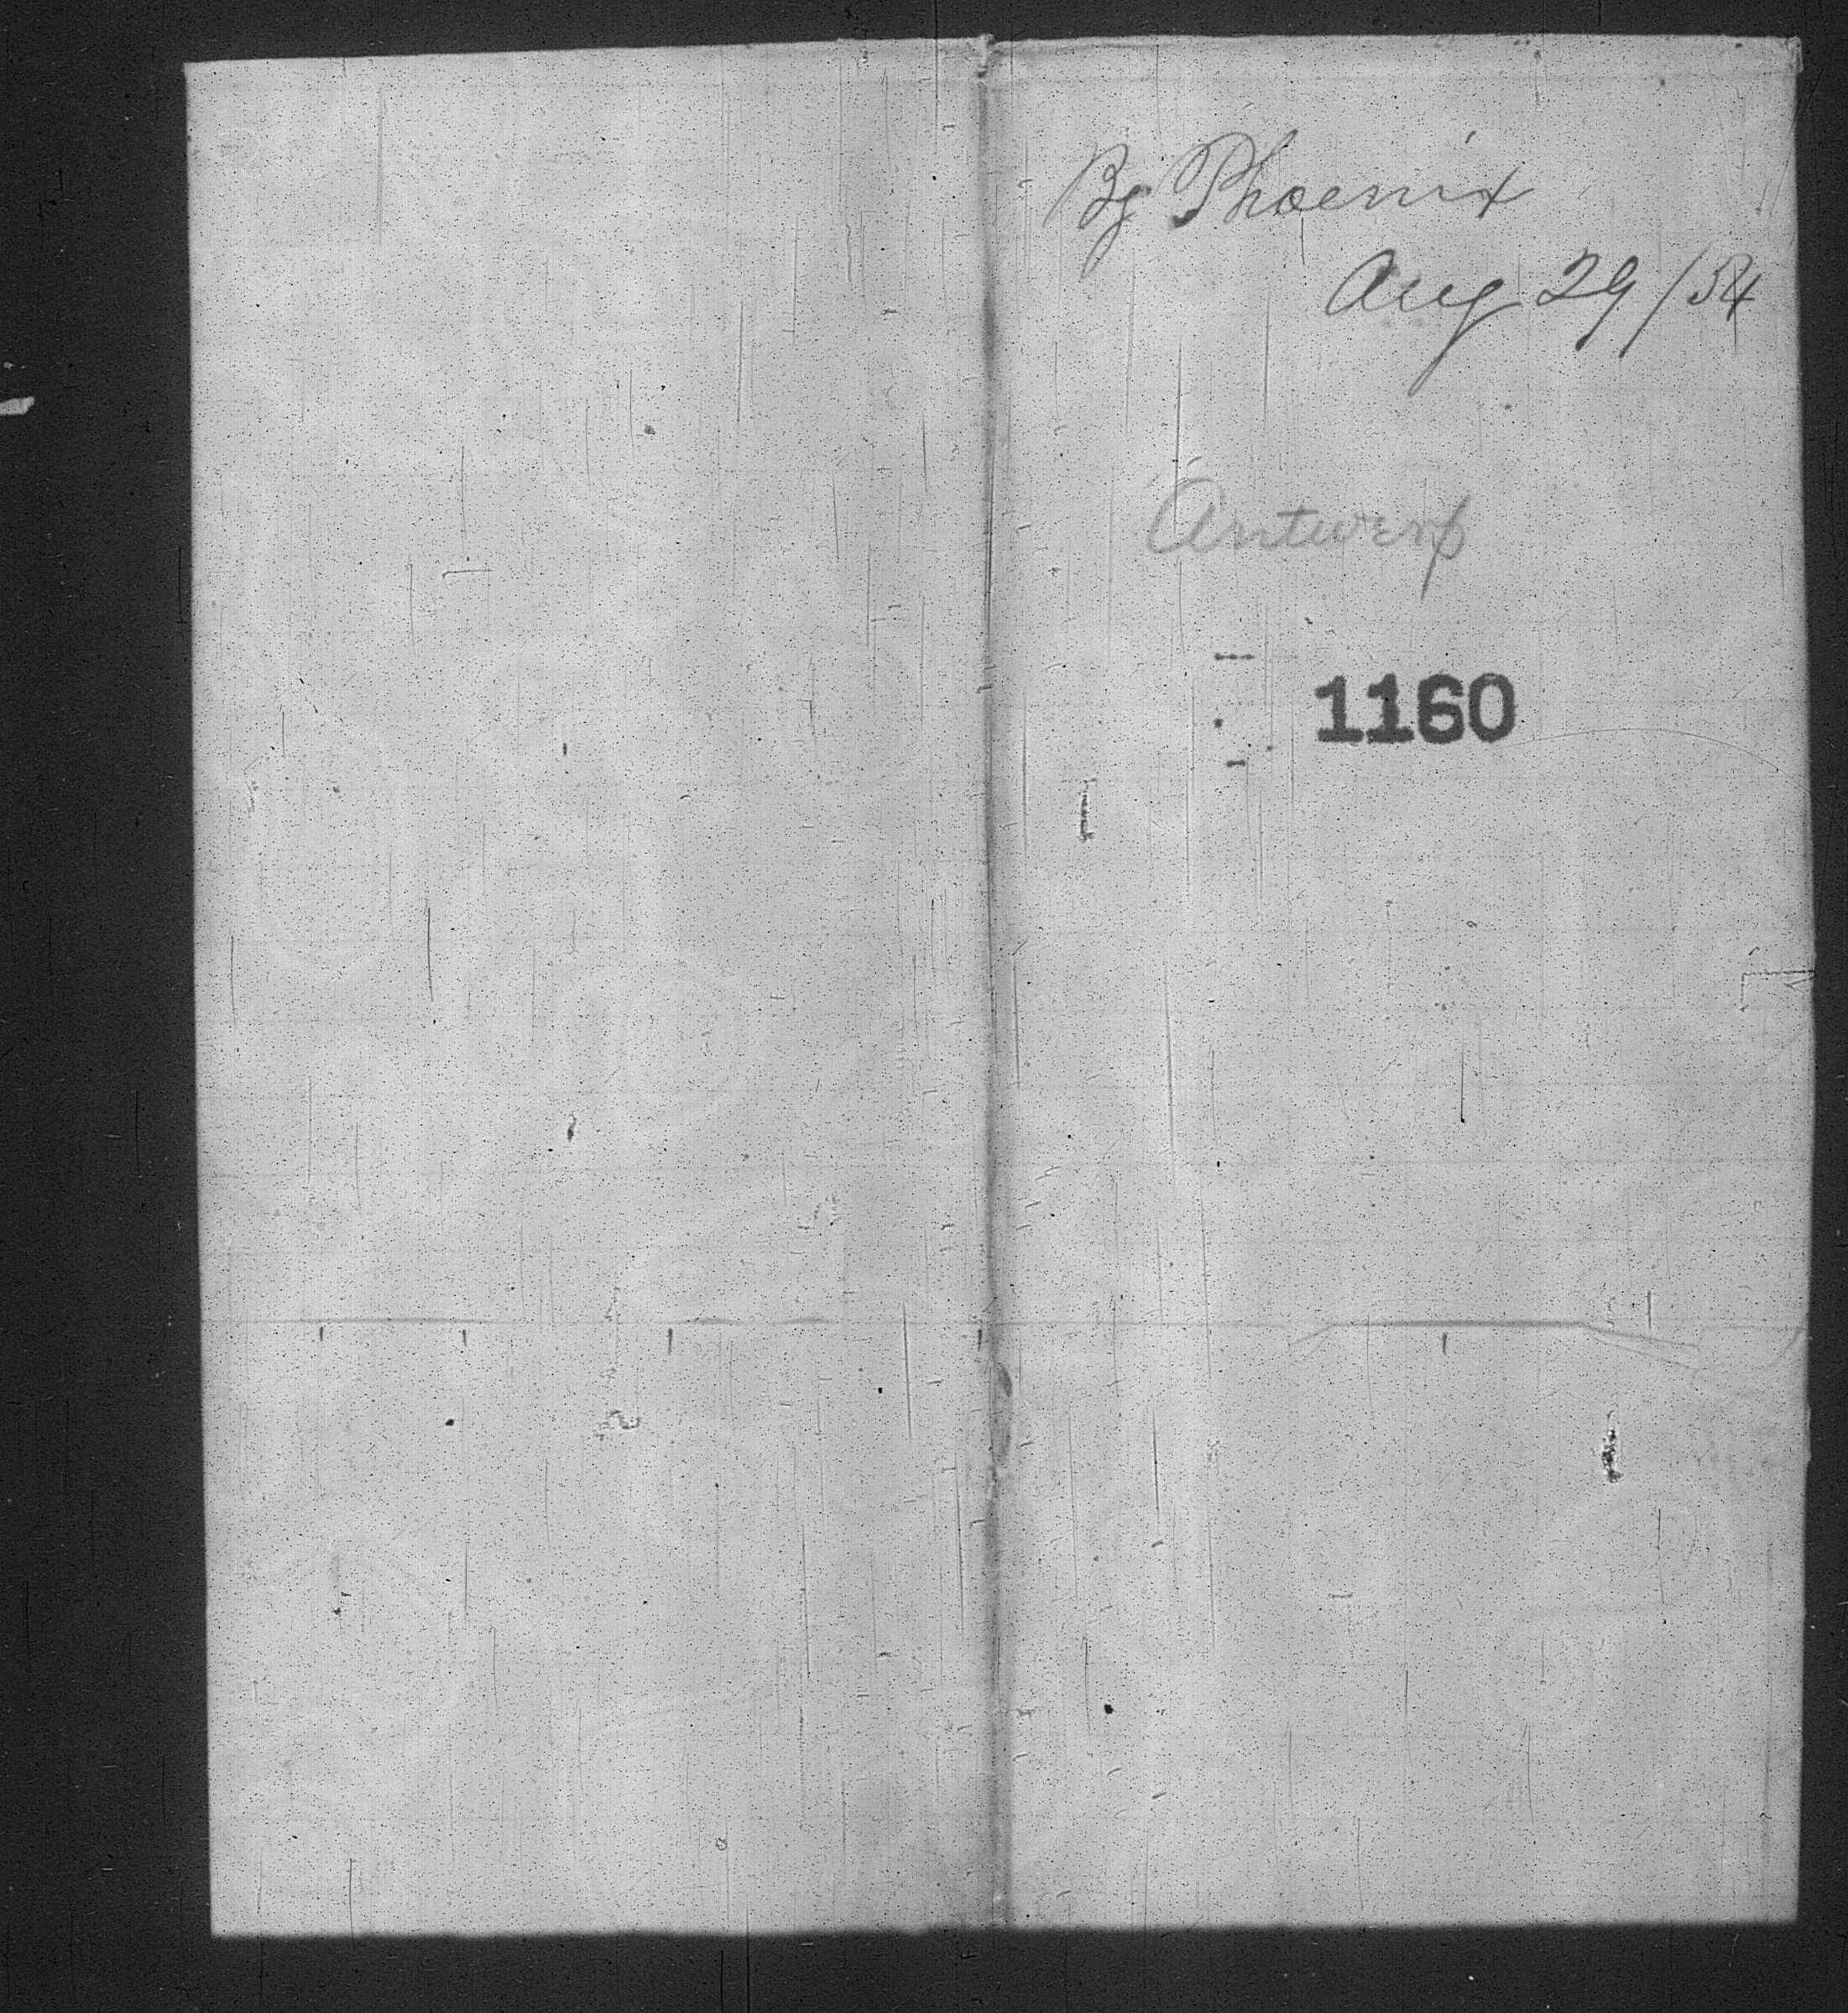 Bg Phoenix
Aug 29/54
Antwerp
1160